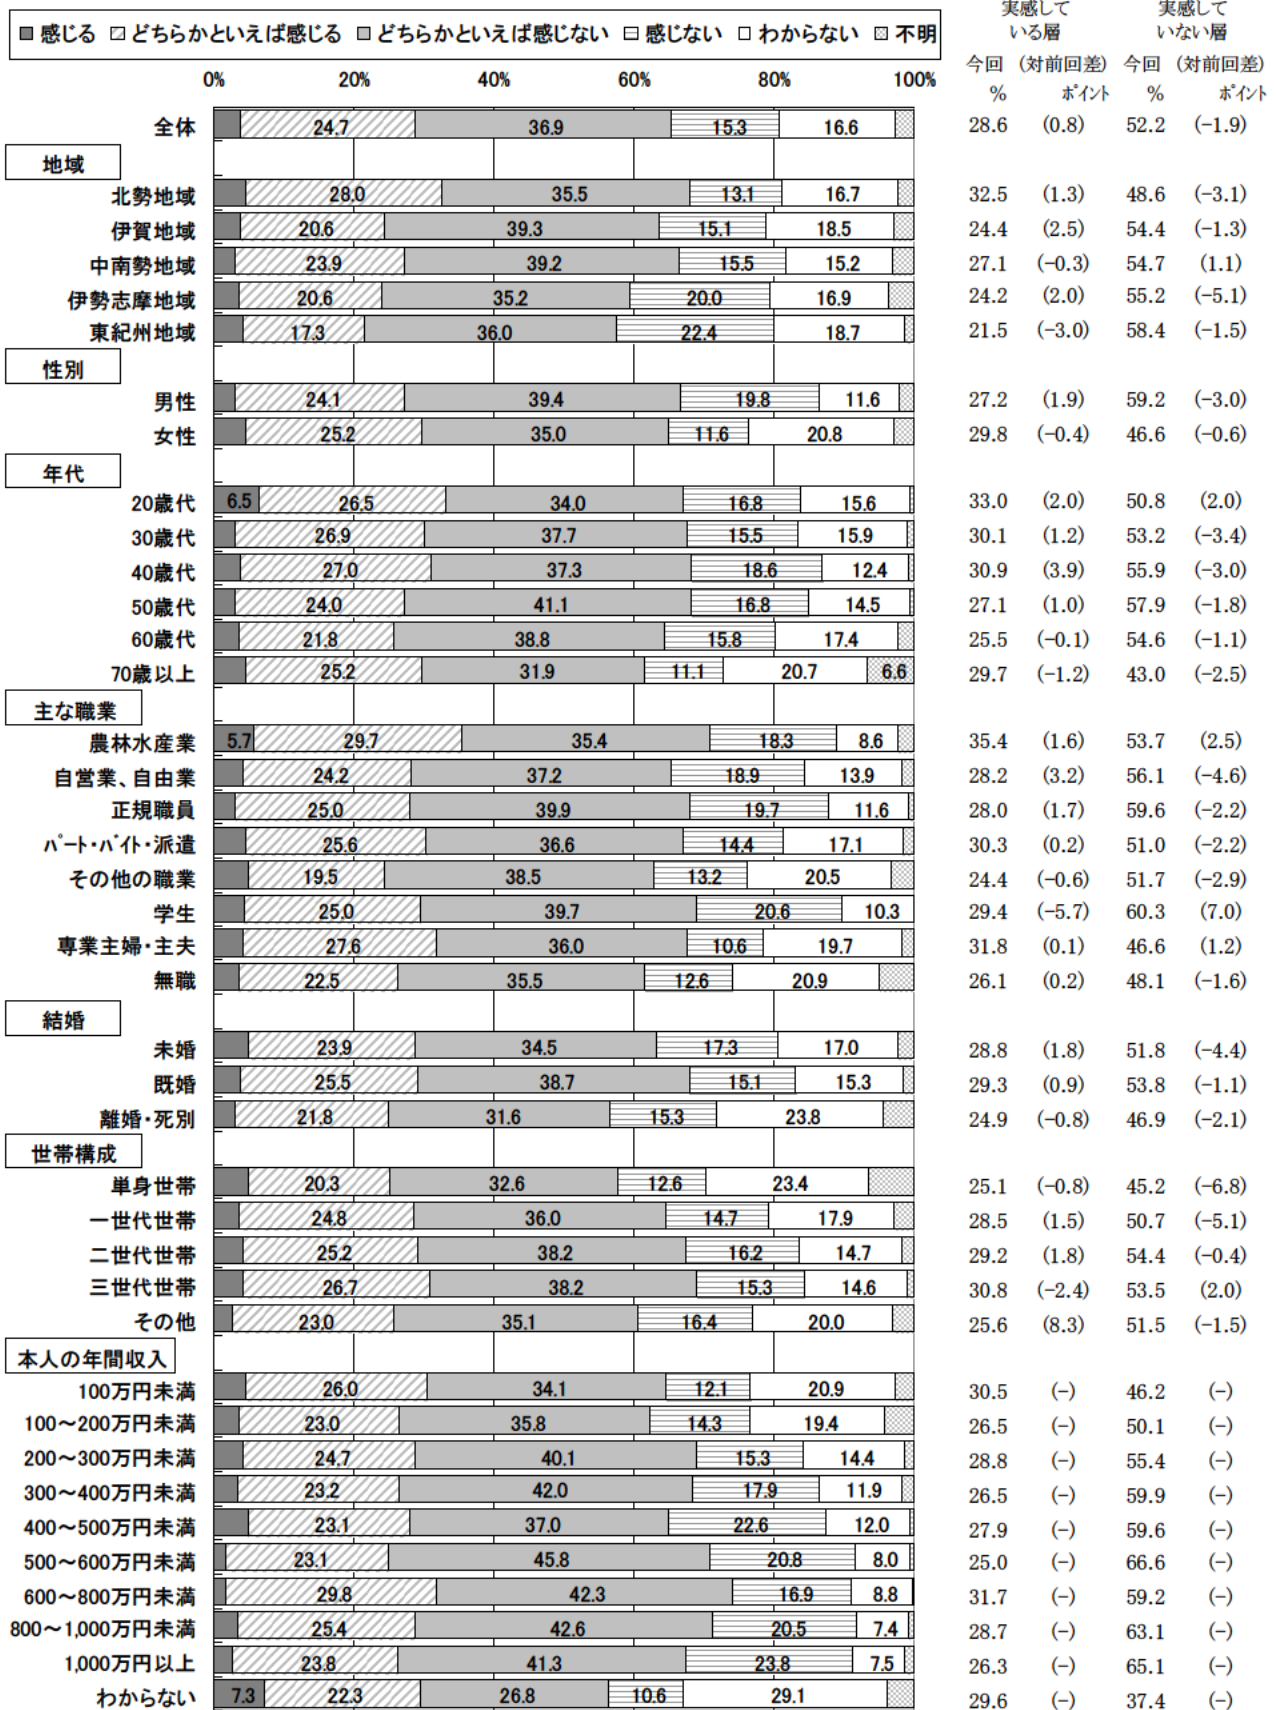 実感して 実感して
■ 感じる ▨ どちらかといえば感じる ■ どちらかといえば感じない 目 感じない □ わからない ▩ 不明 いる層 いない層
0% 20% 40% 60% 80% 100% 今回 (対前回差) 今回 (対前回差)
% ﾎﾟｲﾝﾄ % ﾎﾟｲﾝﾄ
全体 24.7 36.9 15.3 16.6 28.6 (0.8) 52.2 (-1.9)
地域
北勢地域 28.0 35.5 13.1 16.7 32.5 (1.3) 48.6 (-3.1)
伊賀地域 20.6 39.3 15.1 18.5 24.4 (2.5) 54.4 (-1.3)
中南勢地域 23.9 39.2 15.5 15.2 27.1 (-0.3) 54.7 (1.1)
伊勢志摩地域 20.6 35.2 20.0 16.9 24.2 (2.0) 55.2 (-5.1)
東紀州地域 17.3 36.0 22.4 18.7 21.5 (-3.0) 58.4 (-1.5)
性別
男性 24.1 39.4 19.8 11.6 27.2 (1.9) 59.2 (-3.0)
女性 25.2 35.0 11.6 20.8 29.8 (-0.4) 46.6 (-0.6)
年代
20歳代 6.5 26.5 34.0 16.8 15.6 33.0 (2.0) 50.8 (2.0)
30歳代 26.9 37.7 15.5 15.9 30.1 (1.2) 53.2 (-3.4)
40歳代 27.0 37.3 18.6 12.4 30.9 (3.9) 55.9 (-3.0)
50歳代 24.0 41.1 16.8 14.5 27.1 (1.0) 57.9 (-1.8)
60歳代 21.8 38.8 15.8 17.4 25.5 (-0.1) 54.6 (-1.1)
70歳以上 25.2 31.9 11.1 20.7 6.6 29.7 (-1.2) 43.0 (-2.5)
主な職業
農林水産業 5.7 29.7 35.4 18.3 8.6 35.4 (1.6) 53.7 (2.5)
自営業、自由業 24.2 37.2 18.9 13.9 28.2 (3.2) 56.1 (-4.6)
正規職員 25.0 39.9 19.7 11.6 28.0 (1.7) 59.6 (-2.2)
ﾊﾟｰﾄ・ﾊﾞｲﾄ・派遣 25.6 36.6 14.4 17.1 30.3 (0.2) 51.0 (-2.2)
その他の職業 19.5 38.5 13.2 20.5 24.4 (-0.6) 51.7 (-2.9)
学生 25.0 39.7 20.6 10.3 29.4 (-5.7) 60.3 (7.0)
専業主婦・主夫 27.6 36.0 10.6 19.7 31.8 (0.1) 46.6 (1.2)
無職 22.5 35.5 12.6 20.9 26.1 (0.2) 48.1 (-1.6)
結婚
未婚 23.9 34.5 17.3 17.0 28.8 (1.8) 51.8 (-4.4)
既婚 25.5 38.7 15.1 15.3 29.3 (0.9) 53.8 (-1.1)
離婚・死別 21.8 31.6 15.3 23.8 24.9 (-0.8) 46.9 (-2.1)
世帯構成
単身世帯 20.3 32.6 12.6 23.4 25.1 (-0.8) 45.2 (-6.8)
一世代世帯 24.8 36.0 14.7 17.9 28.5 (1.5) 50.7 (-5.1)
二世代世帯 25.2 38.2 16.2 14.7 29.2 (1.8) 54.4 (-0.4)
三世代世帯 26.7 38.2 15.3 14.6 30.8 (-2.4) 53.5 (2.0)
その他 23.0 35.1 16.4 20.0 25.6 (8.3) 51.5 (-1.5)
本人の年間収入
100万円未満 26.0 34.1 12.1 20.9 30.5 (-) 46.2 (-)
100～200万円未満 23.0 35.8 14.3 19.4 26.5 (-) 50.1 (-)
200～300万円未満 24.7 40.1 15.3 14.4 28.8 (-) 55.4 (-)
300～400万円未満 23.2 42.0 17.9 11.9 26.5 (-) 59.9 (-)
400～500万円未満 23.1 37.0 22.6 12.0 27.9 (-) 59.6 (-)
500～600万円未満 23.1 45.8 20.8 8.0 25.0 (-) 66.6 (-)
600～800万円未満 29.8 42.3 16.9 8.8 31.7 (-) 59.2 (-)
800～1,000万円未満 25.4 42.6 20.5 7.4 28.7 (-) 63.1 (-)
1,000万円以上 23.8 41.3 23.8 7.5 26.3 (-) 65.1 (-)
わからない 7.3 22.3 26.8 10.6 29.1 29.6 (-) 37.4 (-)